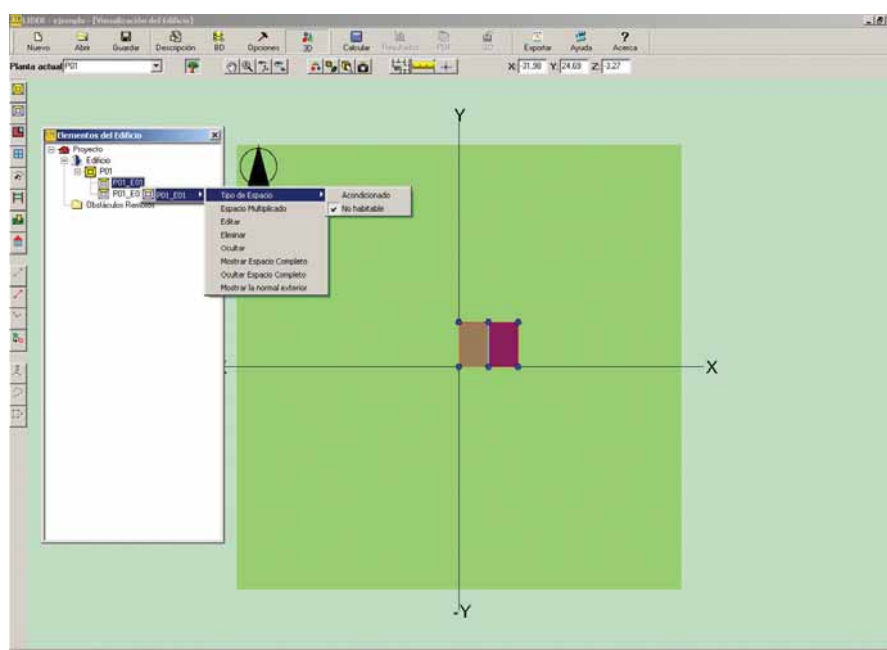 LIDER - ejemplo - [Visualización del Edificio]
Nuevo Abrir Guardar Descripción BD Opciones 3D Calcular Resultados PDF Exportar Ayuda Acerca
Planta actual P01 X: -21,90 Y: 24,69 Z: -3,27
Y
Elementos del Edificio
Proyecto
Edificio
P01
P01_E01
P01_E0 P01_E01 Tipo de Espacio Acondicionado
Obstáculos Remotos Espacio Multiplicado No habitable
Editar
Eliminar
Ocultar
Mostrar Espacio Completo
Ocultar Espacio Completo
Mostrar la normal exterior
X
-Y